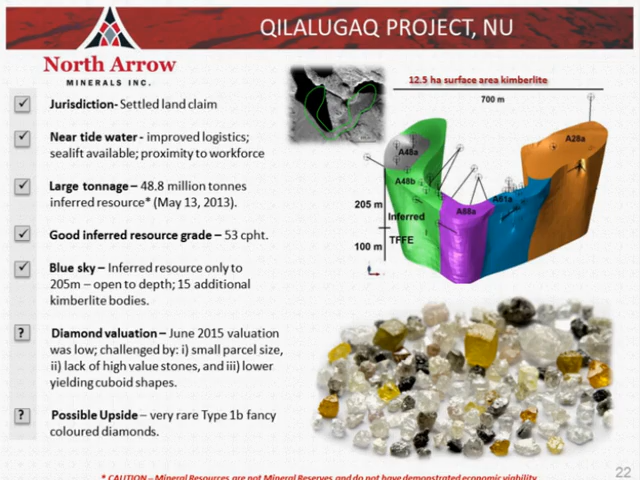 QILALUGAQ PROJECT, NU
North Arrow
MINERALS INC.
Jurisdiction- Settled land claim
Near tide water - improved logistics;
sealift available; proximity to workforce
Large tonnage – 48.8 million tonnes
inferred resource* (May 13, 2013).
Good inferred resource grade – 53 cpht.
Blue sky – Inferred resource only to
205m – open to depth; 15 additional
kimberlite bodies.
? Diamond valuation – June 2015 valuation
was low; challenged by: i) small parcel size,
ii) lack of high value stones, and iii) lower
yielding cuboid shapes.
? Possible Upside – very rare Type 1b fancy
coloured diamonds.
12.5 ha surface area kimberlite
700 m
A28a
A48a
A48b
A88a
A61a
205 m
Inferred
TFFE
100 m
* CAUTION – Mineral Resources are not Mineral Reserves and do not have demonstrated economic viability
22